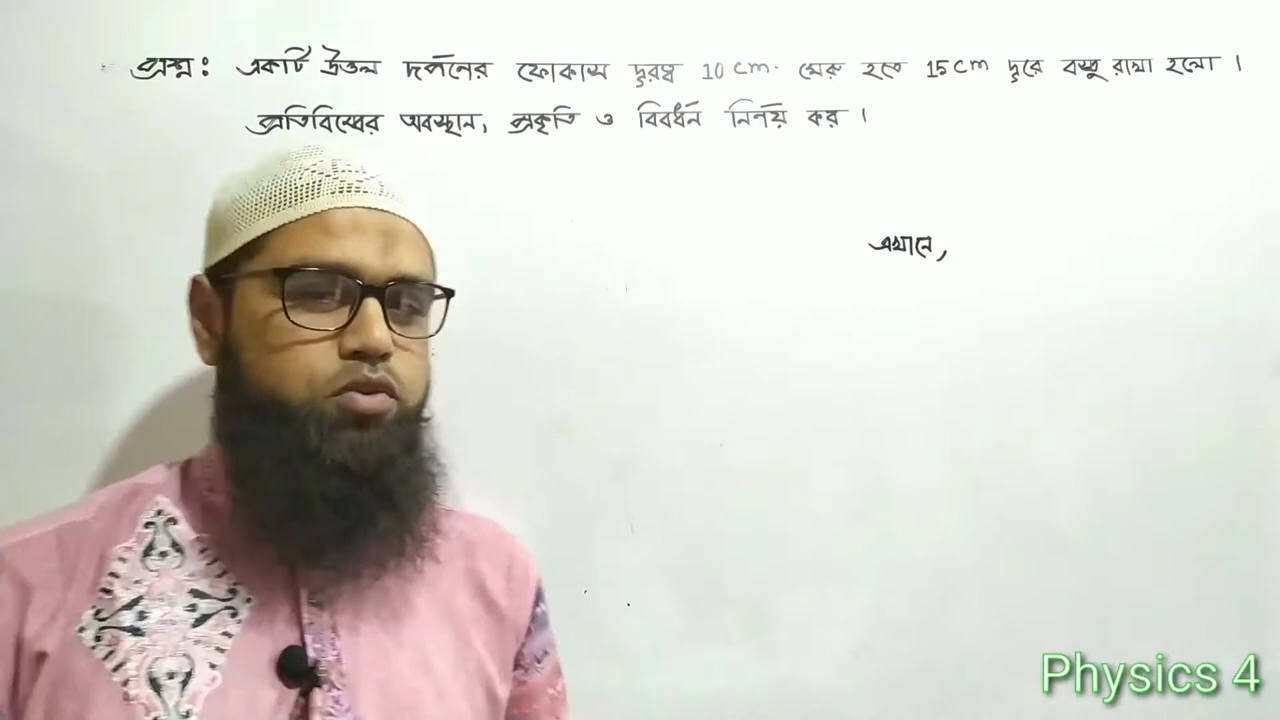 প্রশ্ন: একটি উত্তল দর্পনের ফোকাস দূরত্ব 10 cm. মেরু হতে 15 cm দূরে বস্তু রাখা হলো।
প্রতিবিম্বের অবস্থান, প্রকৃতি ও বিবর্ধন নির্ণয় কর।
এখানে,
Physics 4